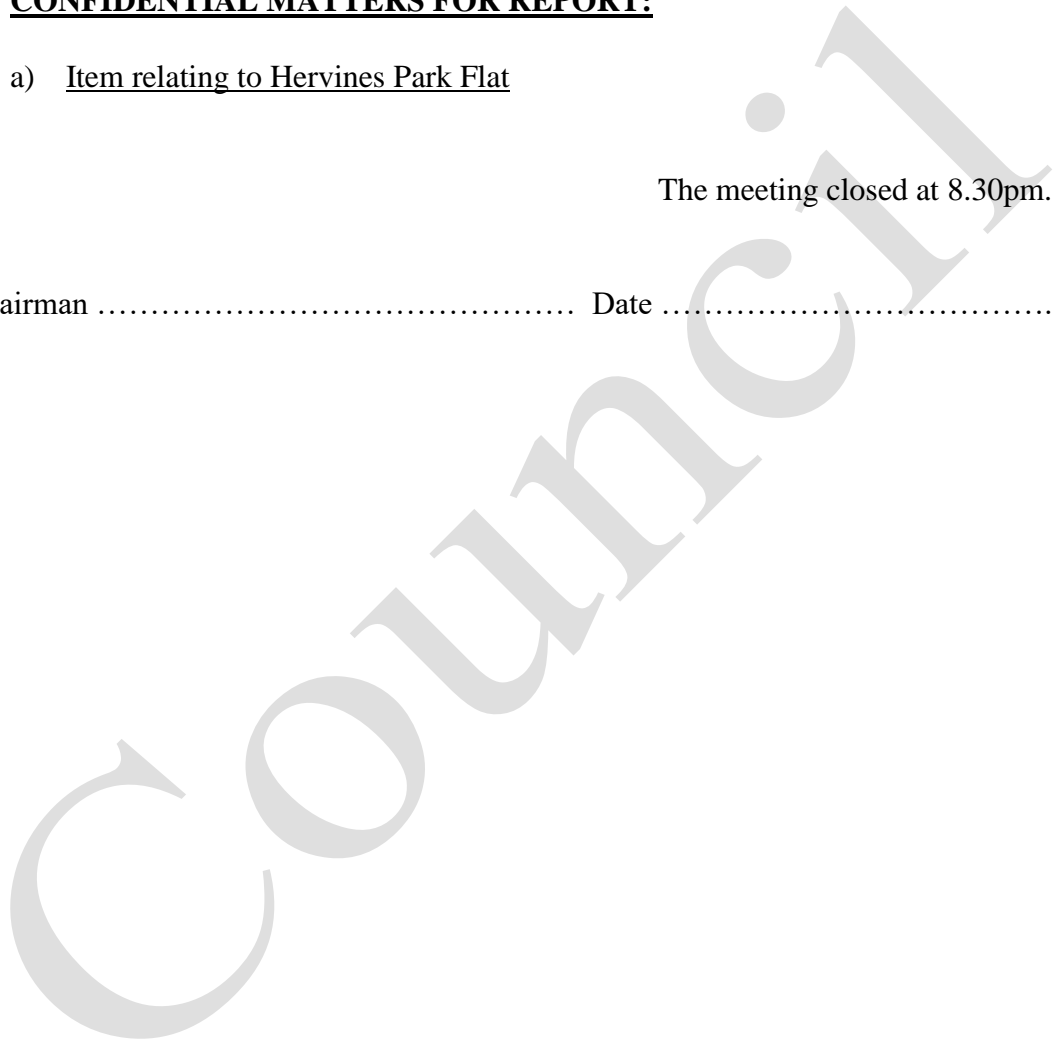 CONFIDENTIAL MATTERS FOR REPORT:
a) Item relating to Hervines Park Flat
The meeting closed at 8.30pm.
airman ……………………………………… Date ……………………………….
Council